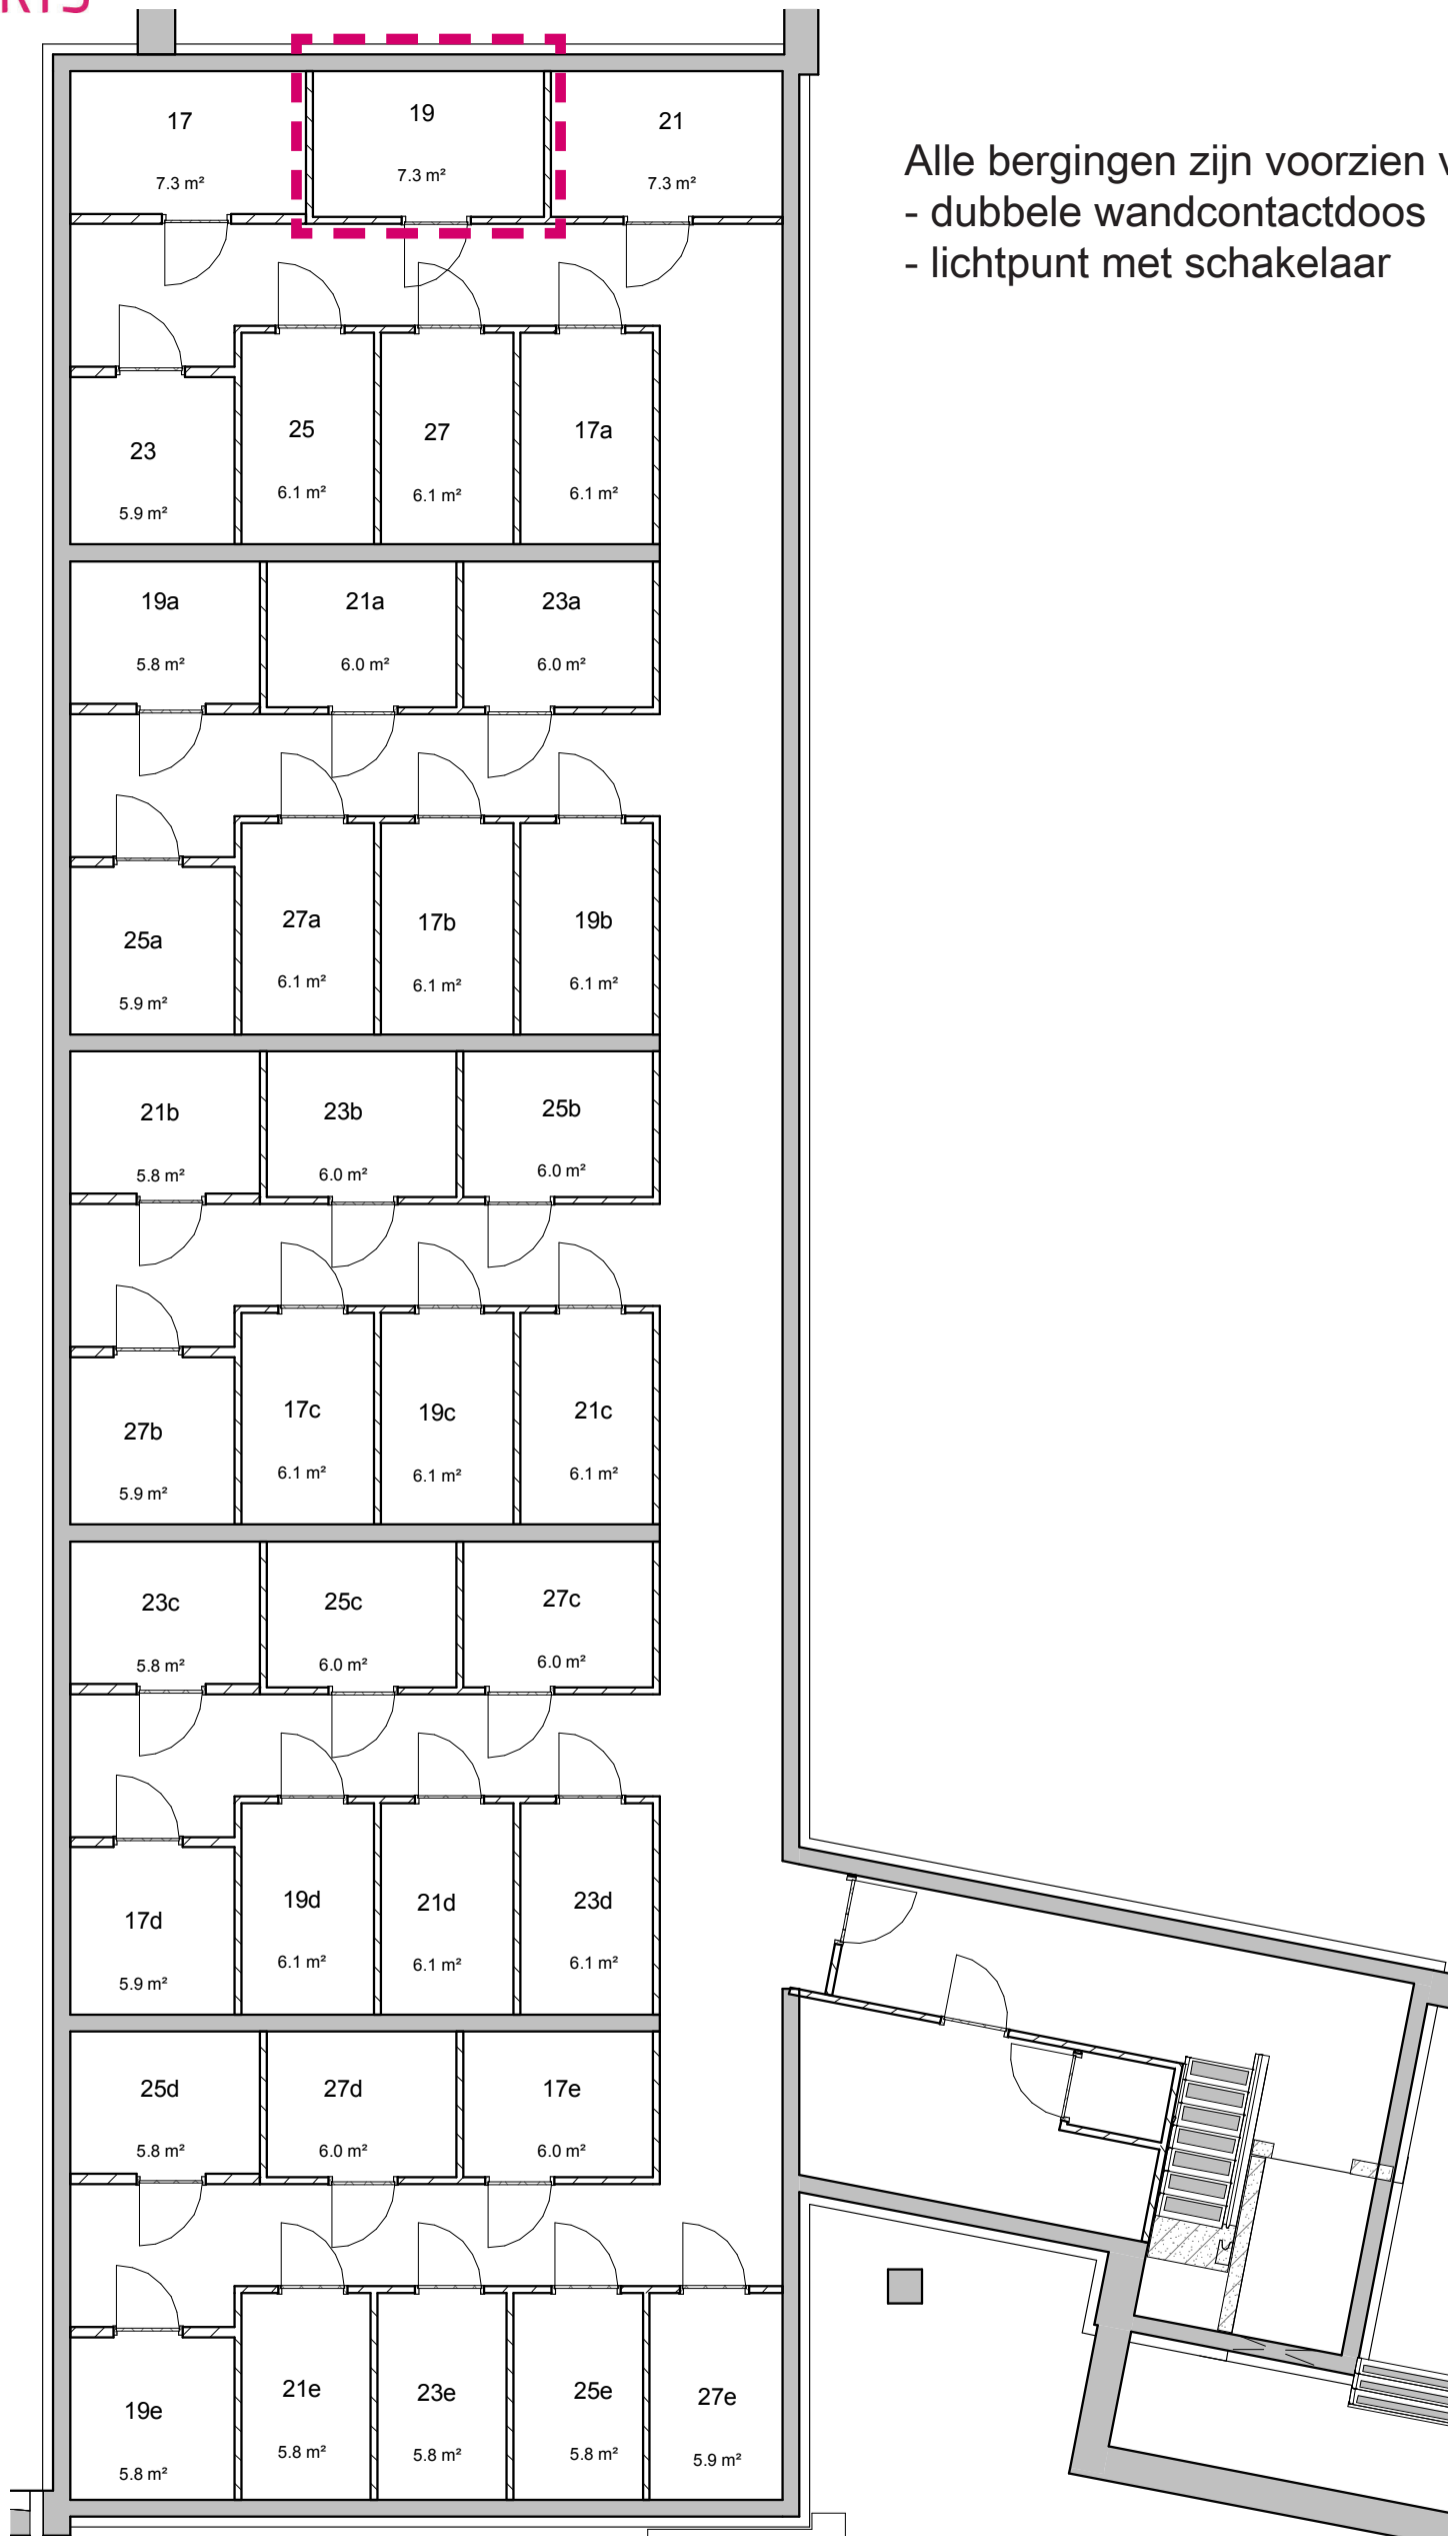 17
7.3 m²
19
7.3 m²
21
7.3 m²
Alle bergingen zijn voorzien
- dubbele wandcontactdoos
- lichtpunt met schakelaar
23
5.9 m²
25
6.1 m²
27
6.1 m²
17a
6.1 m²
19a
5.8 m²
21a
6.0 m²
23a
6.0 m²
25a
5.9 m²
27a
6.1 m²
17b
6.1 m²
19b
6.1 m²
21b
5.8 m²
23b
6.0 m²
25b
6.0 m²
27b
5.9 m²
17c
6.1 m²
19c
6.1 m²
21c
6.1 m²
23c
5.8 m²
25c
6.0 m²
27c
6.0 m²
17d
5.9 m²
19d
6.1 m²
21d
6.1 m²
23d
6.1 m²
25d
5.8 m²
27d
6.0 m²
17e
6.0 m²
19e
5.8 m²
21e
5.8 m²
23e
5.8 m²
25e
5.8 m²
27e
5.9 m²